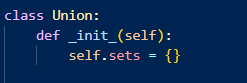 class Union:
    def _init_(self):
        self.sets = {}